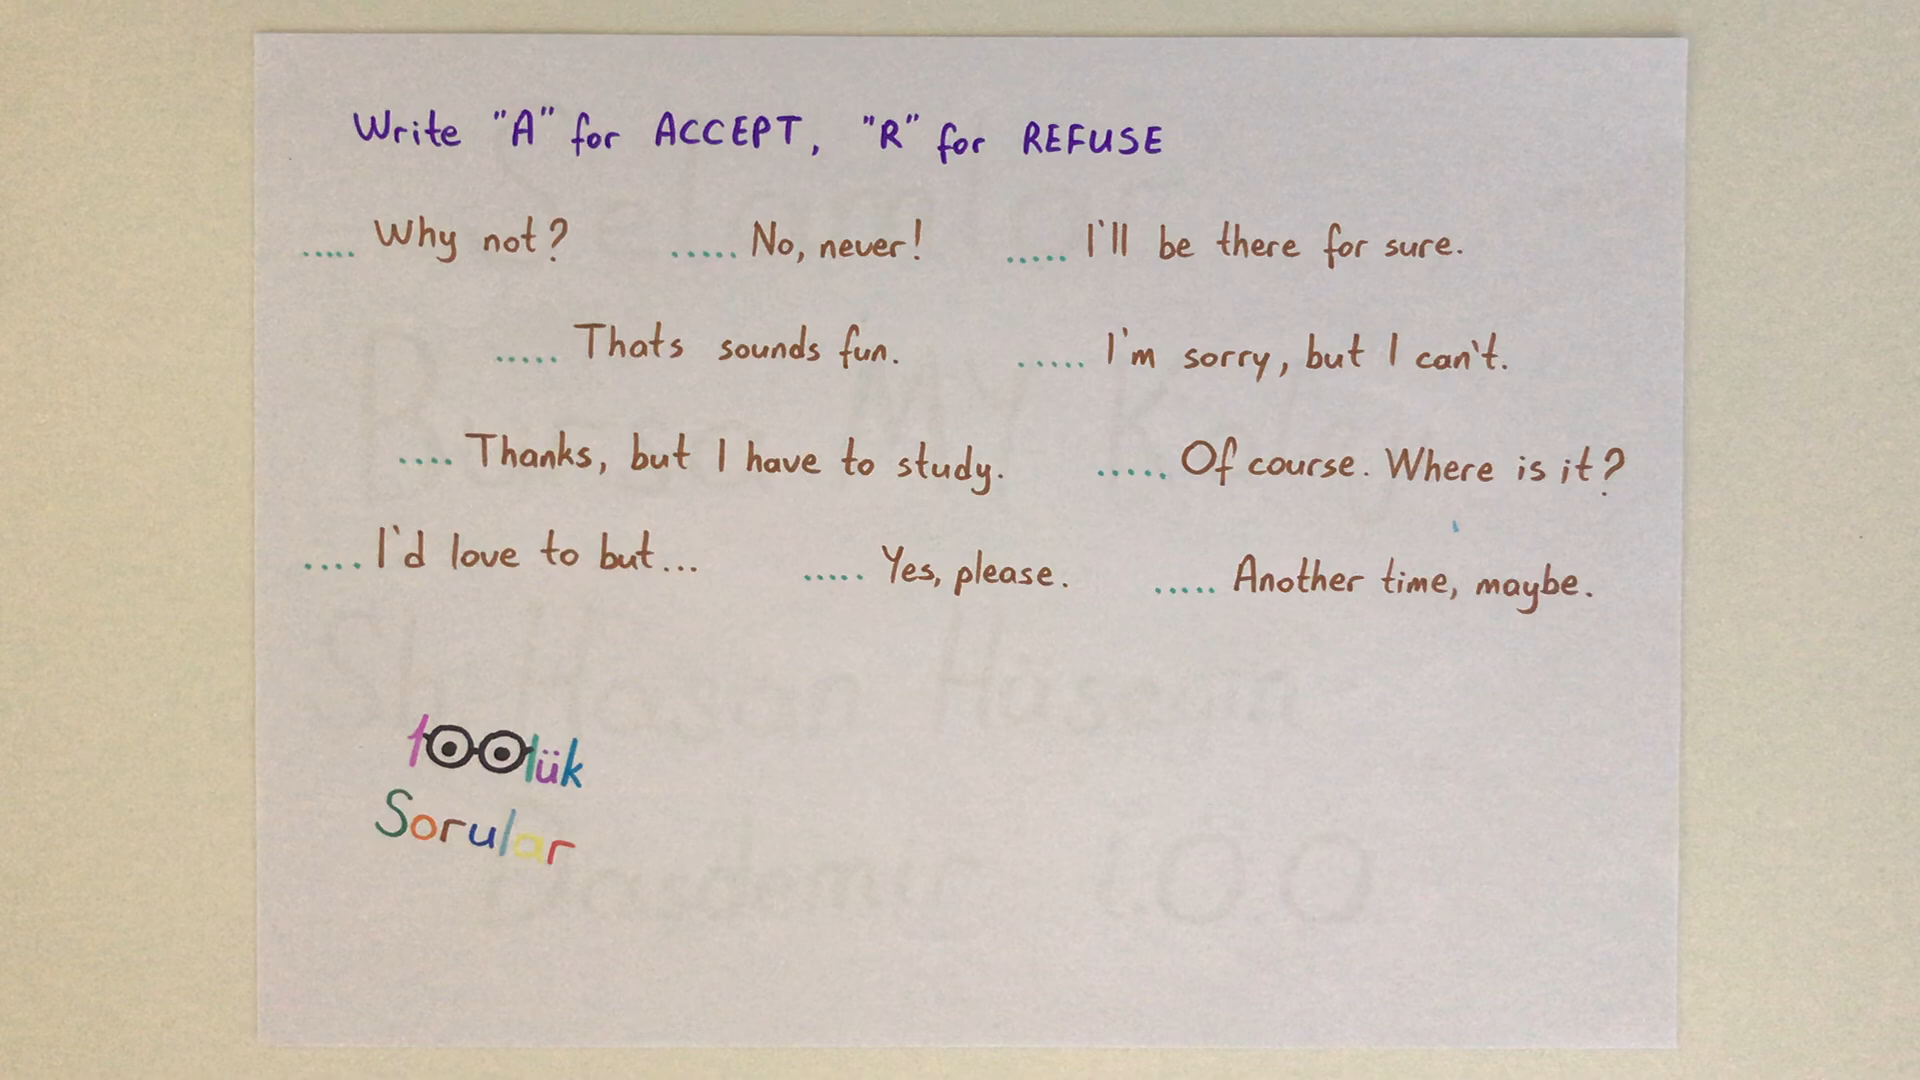 Write "A" for ACCEPT, "R" for REFUSE
..... Why not? ..... No, never! ..... I'll be there for sure.
..... Thats sounds fun. ..... I'm sorry, but I can't.
.... Thanks, but I have to study. ..... Of course. Where is it?
.... I'd love to but... ..... Yes, please. ..... Another time, maybe.
100lük
Sorular